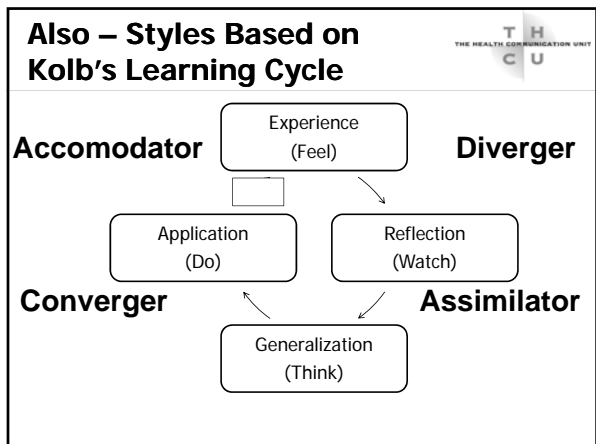 Also – Styles Based on
Kolb's Learning Cycle
T H
THE HEALTH COMMUNICATION UNIT
C U
Experience
(Feel)
Accomodator
Diverger
Application
(Do)
Reflection
(Watch)
Converger
Assimilator
Generalization
(Think)